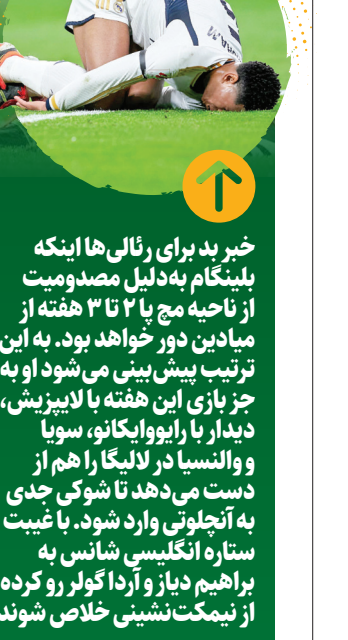 خبر بد برای رئالی‌ها اینکه
بلینگام به‌دلیل مصدومیت
از ناحیه مچ پا ۲ تا ۳ هفته از
میادین دور خواهد بود. به این
ترتیب پیش‌بینی می‌شود او به
جز بازی این هفته با لایپزیش،
دیدار با رایووایکانو، سویا
و والنسیا در لالیگا را هم از
دست می‌دهد تا شوکی جدی
به آنچلوتی وارد شود. با غیبت
ستاره انگلیسی شانس به
براهیم دیاز و آردا گولر رو کرده
از نیمکت‌نشینی خلاص شوند